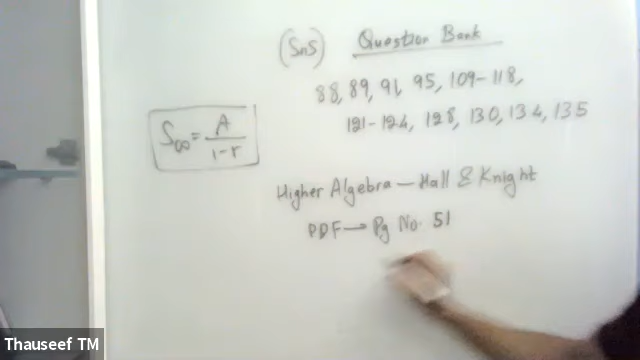 (SnS) Question Bank
88, 89, 91, 95, 109-118,
121-124, 128, 130, 134, 135
S∞ = A / 1-r
Higher Algebra — Hall & Knight
PDF → Pg No. 51
Thauseef TM